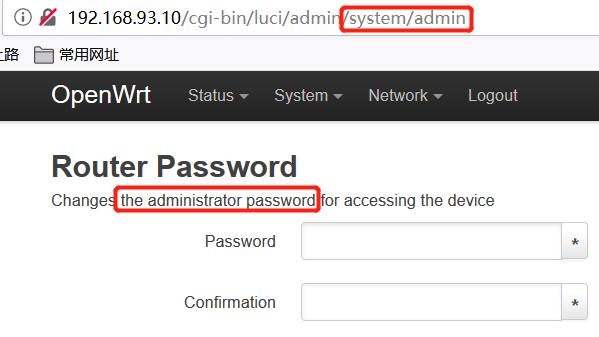 192.168.93.10/cgi-bin/luci/admin/system/admin
上路 常用网址
OpenWrt Status System Network Logout
Router Password
Changes the administrator password for accessing the device
Password *
Confirmation *